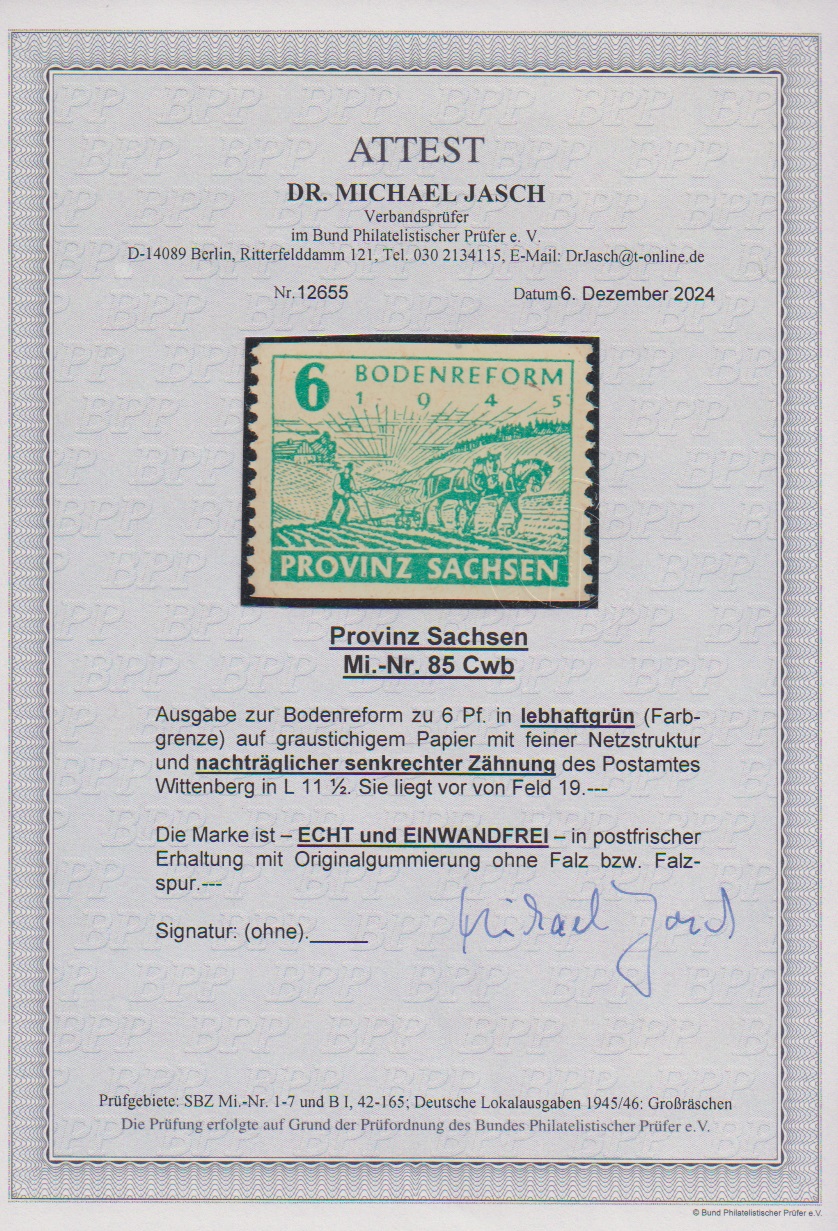 ATTEST
DR. MICHAEL JASCH
Verbandsprüfer
im Bund Philatelistischer Prüfer e. V.
D-14089 Berlin, Ritterfelddamm 121, Tel. 030 2134115, E-Mail: DrJasch@t-online.de
Nr. 12655 Datum 6. Dezember 2024
6 BODENREFORM
1 9 4 5
PROVINZ SACHSEN
Provinz Sachsen
Mi.-Nr. 85 Cwb
Ausgabe zur Bodenreform zu 6 Pf. in lebhaftgrün (Farb-
grenze) auf graustichigem Papier mit feiner Netzstruktur
und nachträglicher senkrechter Zähnung des Postamtes
Wittenberg in L 11 ½. Sie liegt vor von Feld 19.---
Die Marke ist – ECHT und EINWANDFREI – in postfrischer
Erhaltung mit Originalgummierung ohne Falz bzw. Falz-
spur.---
Signatur: (ohne).
Michael Jasch
Prüfgebiete: SBZ Mi.-Nr. 1-7 und B I, 42-165; Deutsche Lokalausgaben 1945/46: Großräschen
Die Prüfung erfolgte auf Grund der Prüfordnung des Bundes Philatelistischer Prüfer e.V.
© Bund Philatelistischer Prüfer e.V.